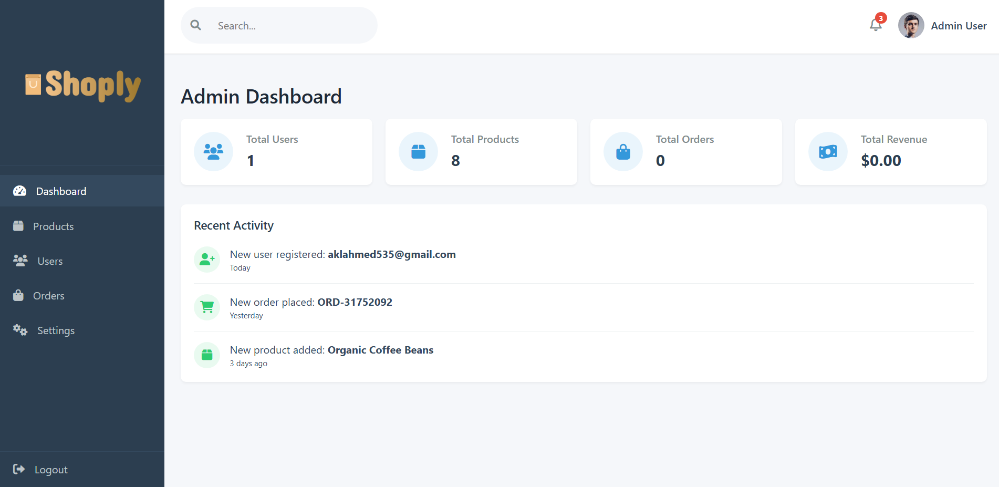 Shoply
Dashboard
Products
Users
Orders
Settings
Logout
Search...
3
Admin User
Admin Dashboard
Total Users
1
Total Products
8
Total Orders
0
Total Revenue
$0.00
Recent Activity
New user registered: aklahmed535@gmail.com
Today
New order placed: ORD-31752092
Yesterday
New product added: Organic Coffee Beans
3 days ago